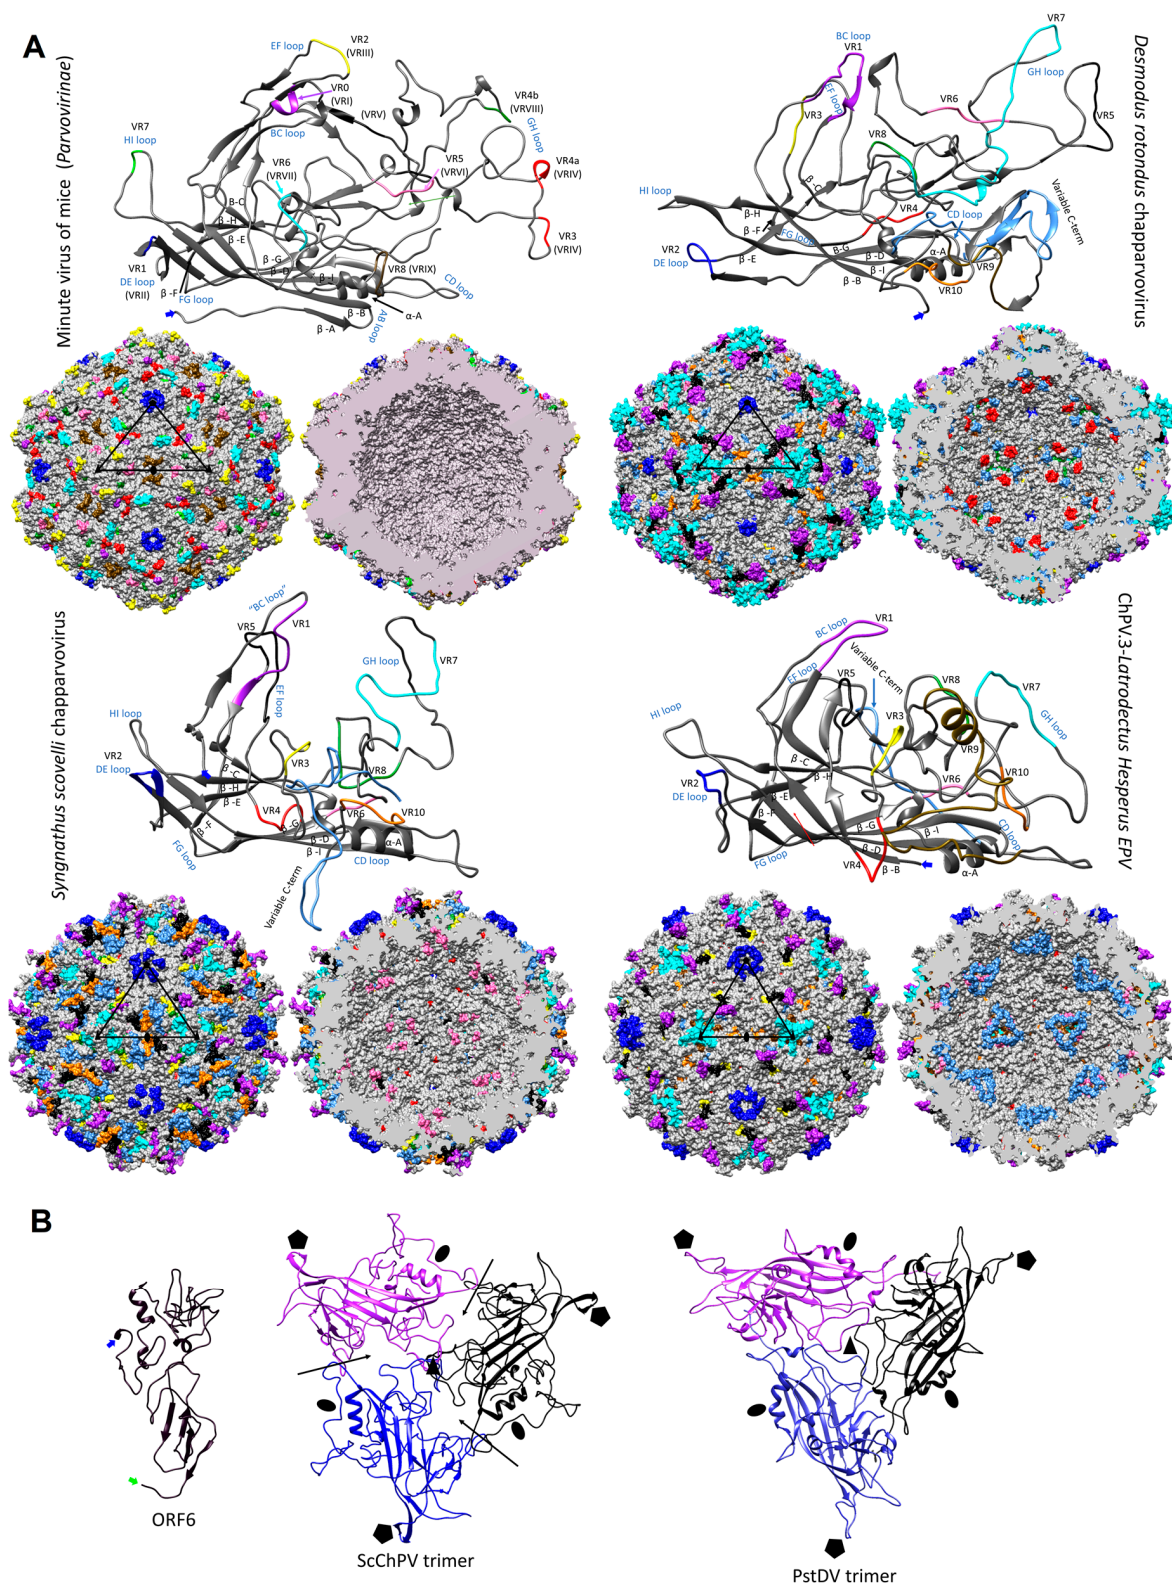 A
Minute virus of mice (Parvovirinae)
EF loop
VR2
(VRIII)
VR0
(VRI)
(VRV)
BC loop
VR4b
(VRVIII)
GH loop
VR7
HI loop
VR6
(VRVII)
VR5
(VRVI)
VR4a
(VRIV)
VR3
(VRIV)
β-C
β-H
β-E
β-G
β-D
β-I
VR1
DE loop
(VRII)
β-F
FG loop
VR8 (VRIX)
CD loop
β-B
β-A
AB loop
α-A
Desmodus rotondus chapparvovirus
BC loop
VR1
EF loop
VR3
VR7
GH loop
VR6
VR5
VR8
β-C
HI loop
β-H
β-F
FG loop
VR4
CD loop
Variable C-term
VR2
DE loop
β-E
B-G
β-D
β-I
β-B
α-A
VR9
VR10
Syngnathus scovelli chapparvovirus
"BC loop"
VR5
VR1
EF loop
GH loop
VR7
HI loop
VR2
DE loop
VR3
VR8
β-C
β-H
β-E
β-F
FG loop
VR4
β-G
β-D
β-I
VR6
VR10
α-A
CD loop
Variable C-term
ChPV.3-Latrodectus Hesperus EPV
BC loop
VR1
EF loop
VR5
Variable C-term
VR8
VR3
VR9
VR7
GH loop
HI loop
VR2
DE loop
β-C
β-H
β-E
β-F
FG loop
VR6
VR10
β-G
β-I
β-D
VR4
β-B
CD loop
α-A
B
ORF6
ScChPV trimer
PstDV trimer